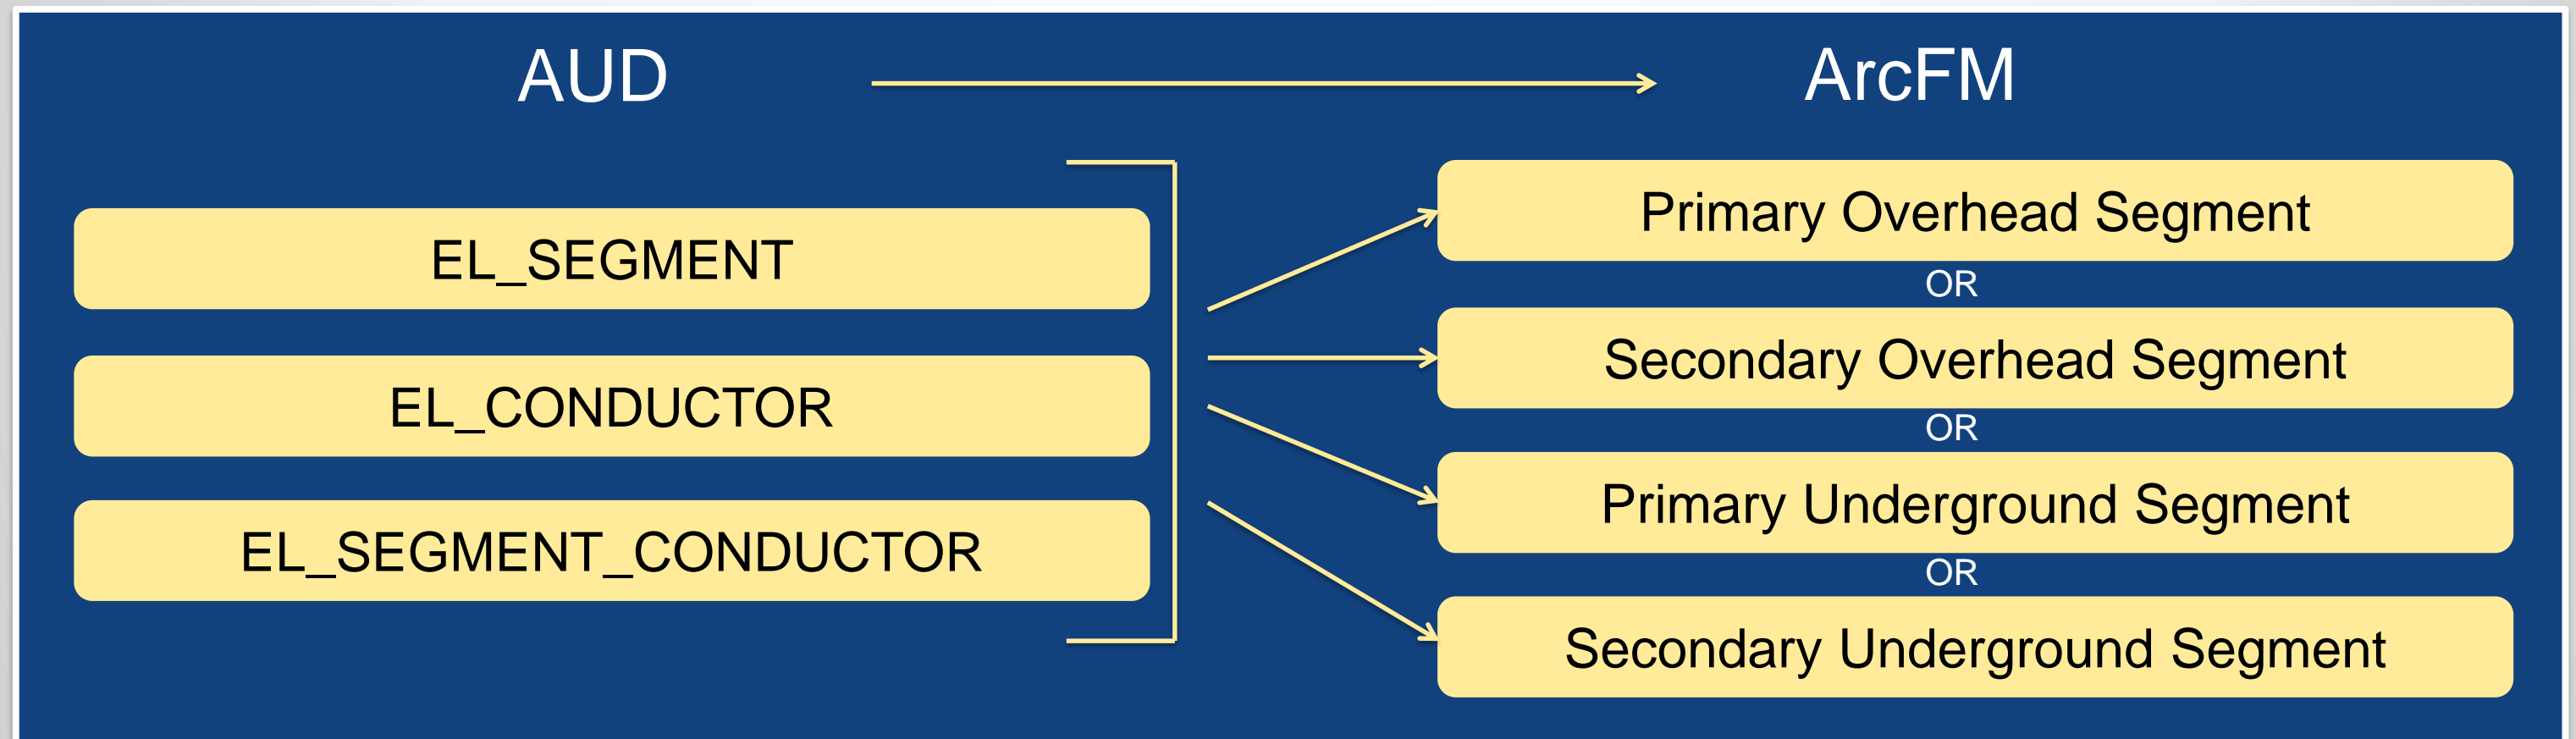 AUD
ArcFM
EL_SEGMENT
EL_CONDUCTOR
EL_SEGMENT_CONDUCTOR
Primary Overhead Segment
OR
Secondary Overhead Segment
OR
Primary Underground Segment
OR
Secondary Underground Segment